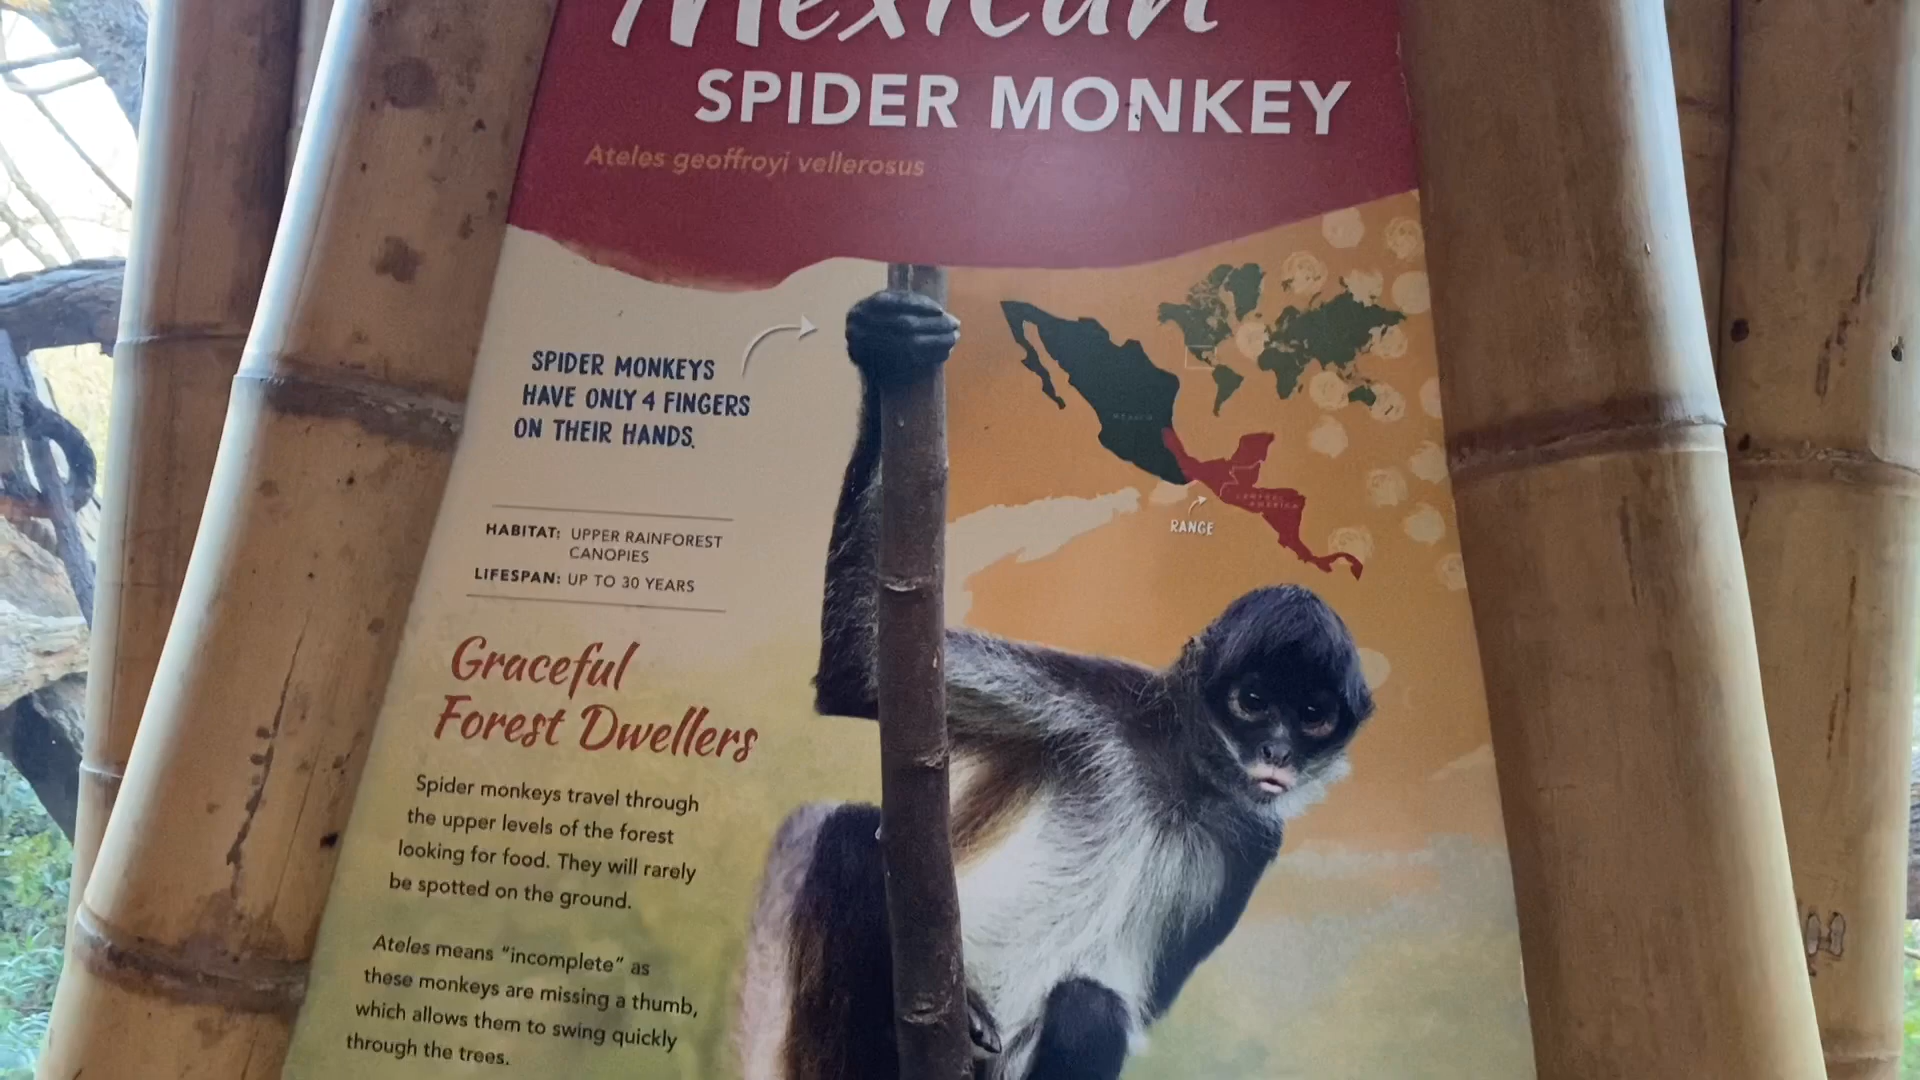 Mexican
SPIDER MONKEY
Ateles geoffroyi vellerosus
SPIDER MONKEYS
HAVE ONLY 4 FINGERS
ON THEIR HANDS.
MEXICO
CENTRAL
AMERICA
RANGE
HABITAT: UPPER RAINFOREST
CANOPIES
LIFESPAN: UP TO 30 YEARS
Graceful
Forest Dwellers
Spider monkeys travel through
the upper levels of the forest
looking for food. They will rarely
be spotted on the ground.
Ateles means “incomplete” as
these monkeys are missing a thumb,
which allows them to swing quickly
through the trees.